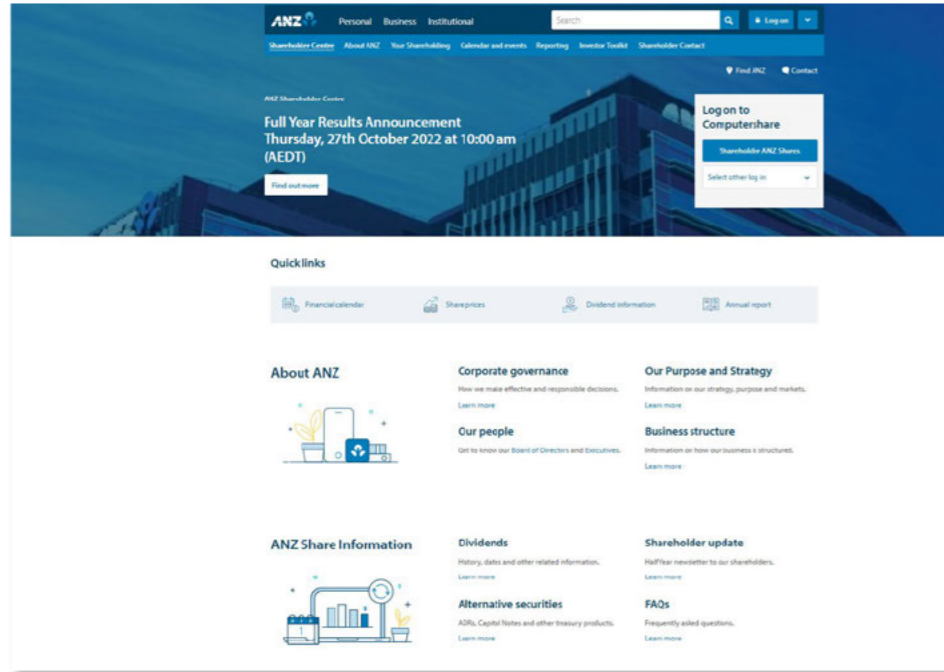 ANZ
Personal Business Institutional
Search
Log on
Shareholder Centre About ANZ Your Shareholding Calendar and events Reporting Investor Toolkit Shareholder Contact
Find ANZ Contact
ANZ Shareholder Centre
Full Year Results Announcement
Thursday, 27th October 2022 at 10:00 am
(AEDT)
Find out more
Log on to
Computershare
Shareholder ANZ Shares
Select other log in
Quick links
Financial calendar
Share prices
Dividend information
Annual report
About ANZ
Corporate governance
How we make effective and responsible decisions.
Learn more
Our Purpose and Strategy
Information on our strategy, purpose and markets.
Learn more
Our people
Get to know our Board of Directors and Executives.
Business structure
Information on how our business is structured.
Learn more
ANZ Share Information
1
Dividends
History, dates and other related information.
Learn more
Shareholder update
Half Year newsletter to our shareholders.
Learn more
Alternative securities
ADRs, Capital Notes and other treasury products.
Learn more
FAQs
Frequently asked questions.
Learn more